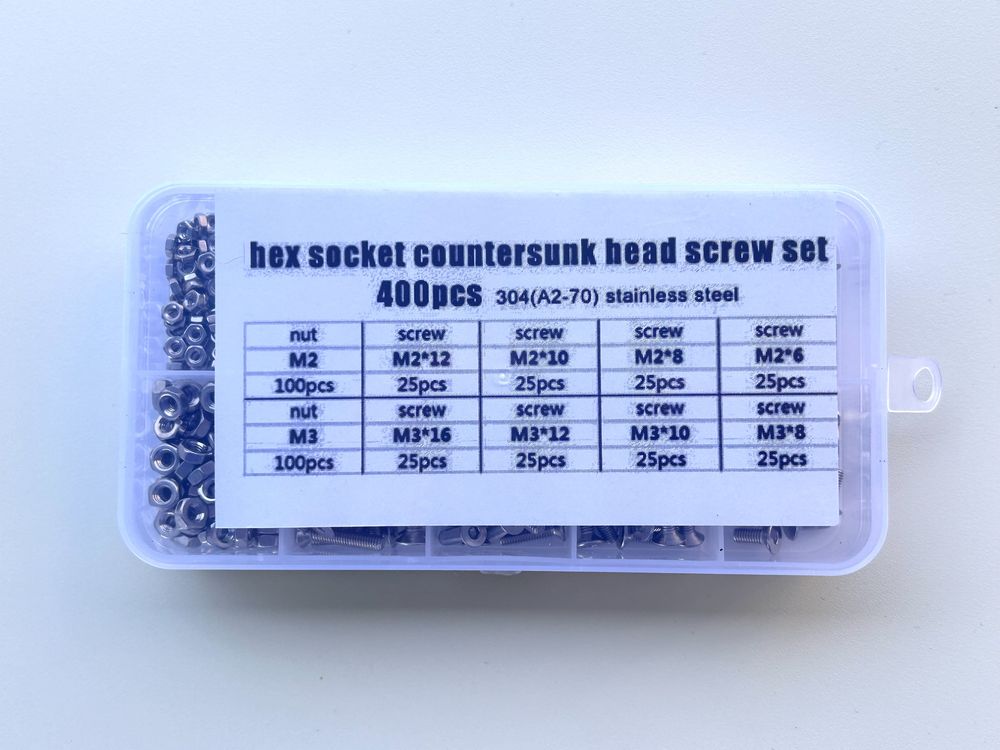 hex socket countersunk head screw set
400pcs 304(A2-70) stainless steel
nut screw screw screw screw
M2 M2*12 M2*10 M2*8 M2*6
100pcs 25pcs 25pcs 25pcs 25pcs
nut screw screw screw screw
M3 M3*16 M3*12 M3*10 M3*8
100pcs 25pcs 25pcs 25pcs 25pcs